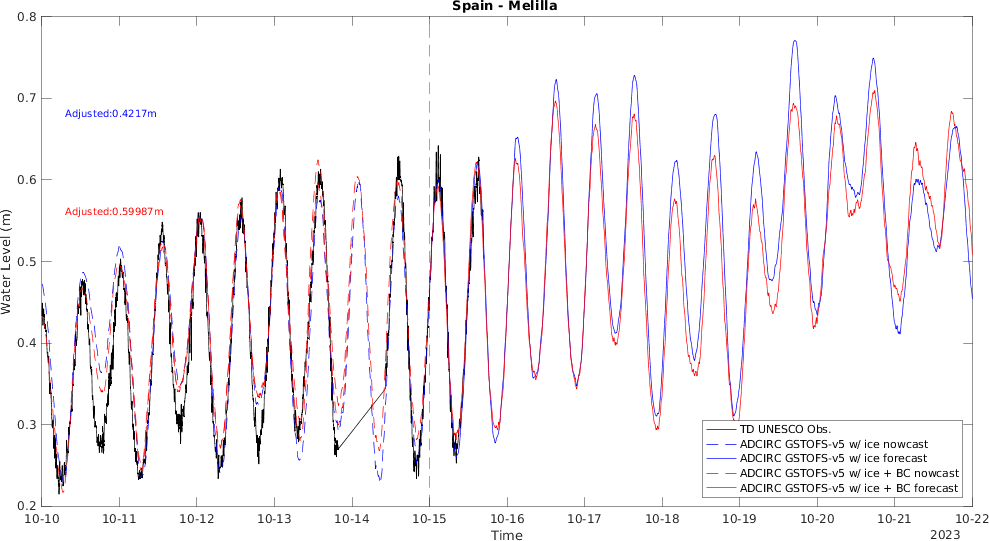 Spain - Melilla
0.8
0.7
0.6
0.5
0.4
0.3
0.2
Water Level (m)
Adjusted:0.4217m
Adjusted:0.59987m
TD UNESCO Obs.
ADCIRC GSTOFS-v5 w/ ice nowcast
ADCIRC GSTOFS-v5 w/ ice forecast
ADCIRC GSTOFS-v5 w/ ice + BC nowcast
ADCIRC GSTOFS-v5 w/ ice + BC forecast
10-10 10-11 10-12 10-13 10-14 10-15 10-16 10-17 10-18 10-19 10-20 10-21 10-22
Time
2023